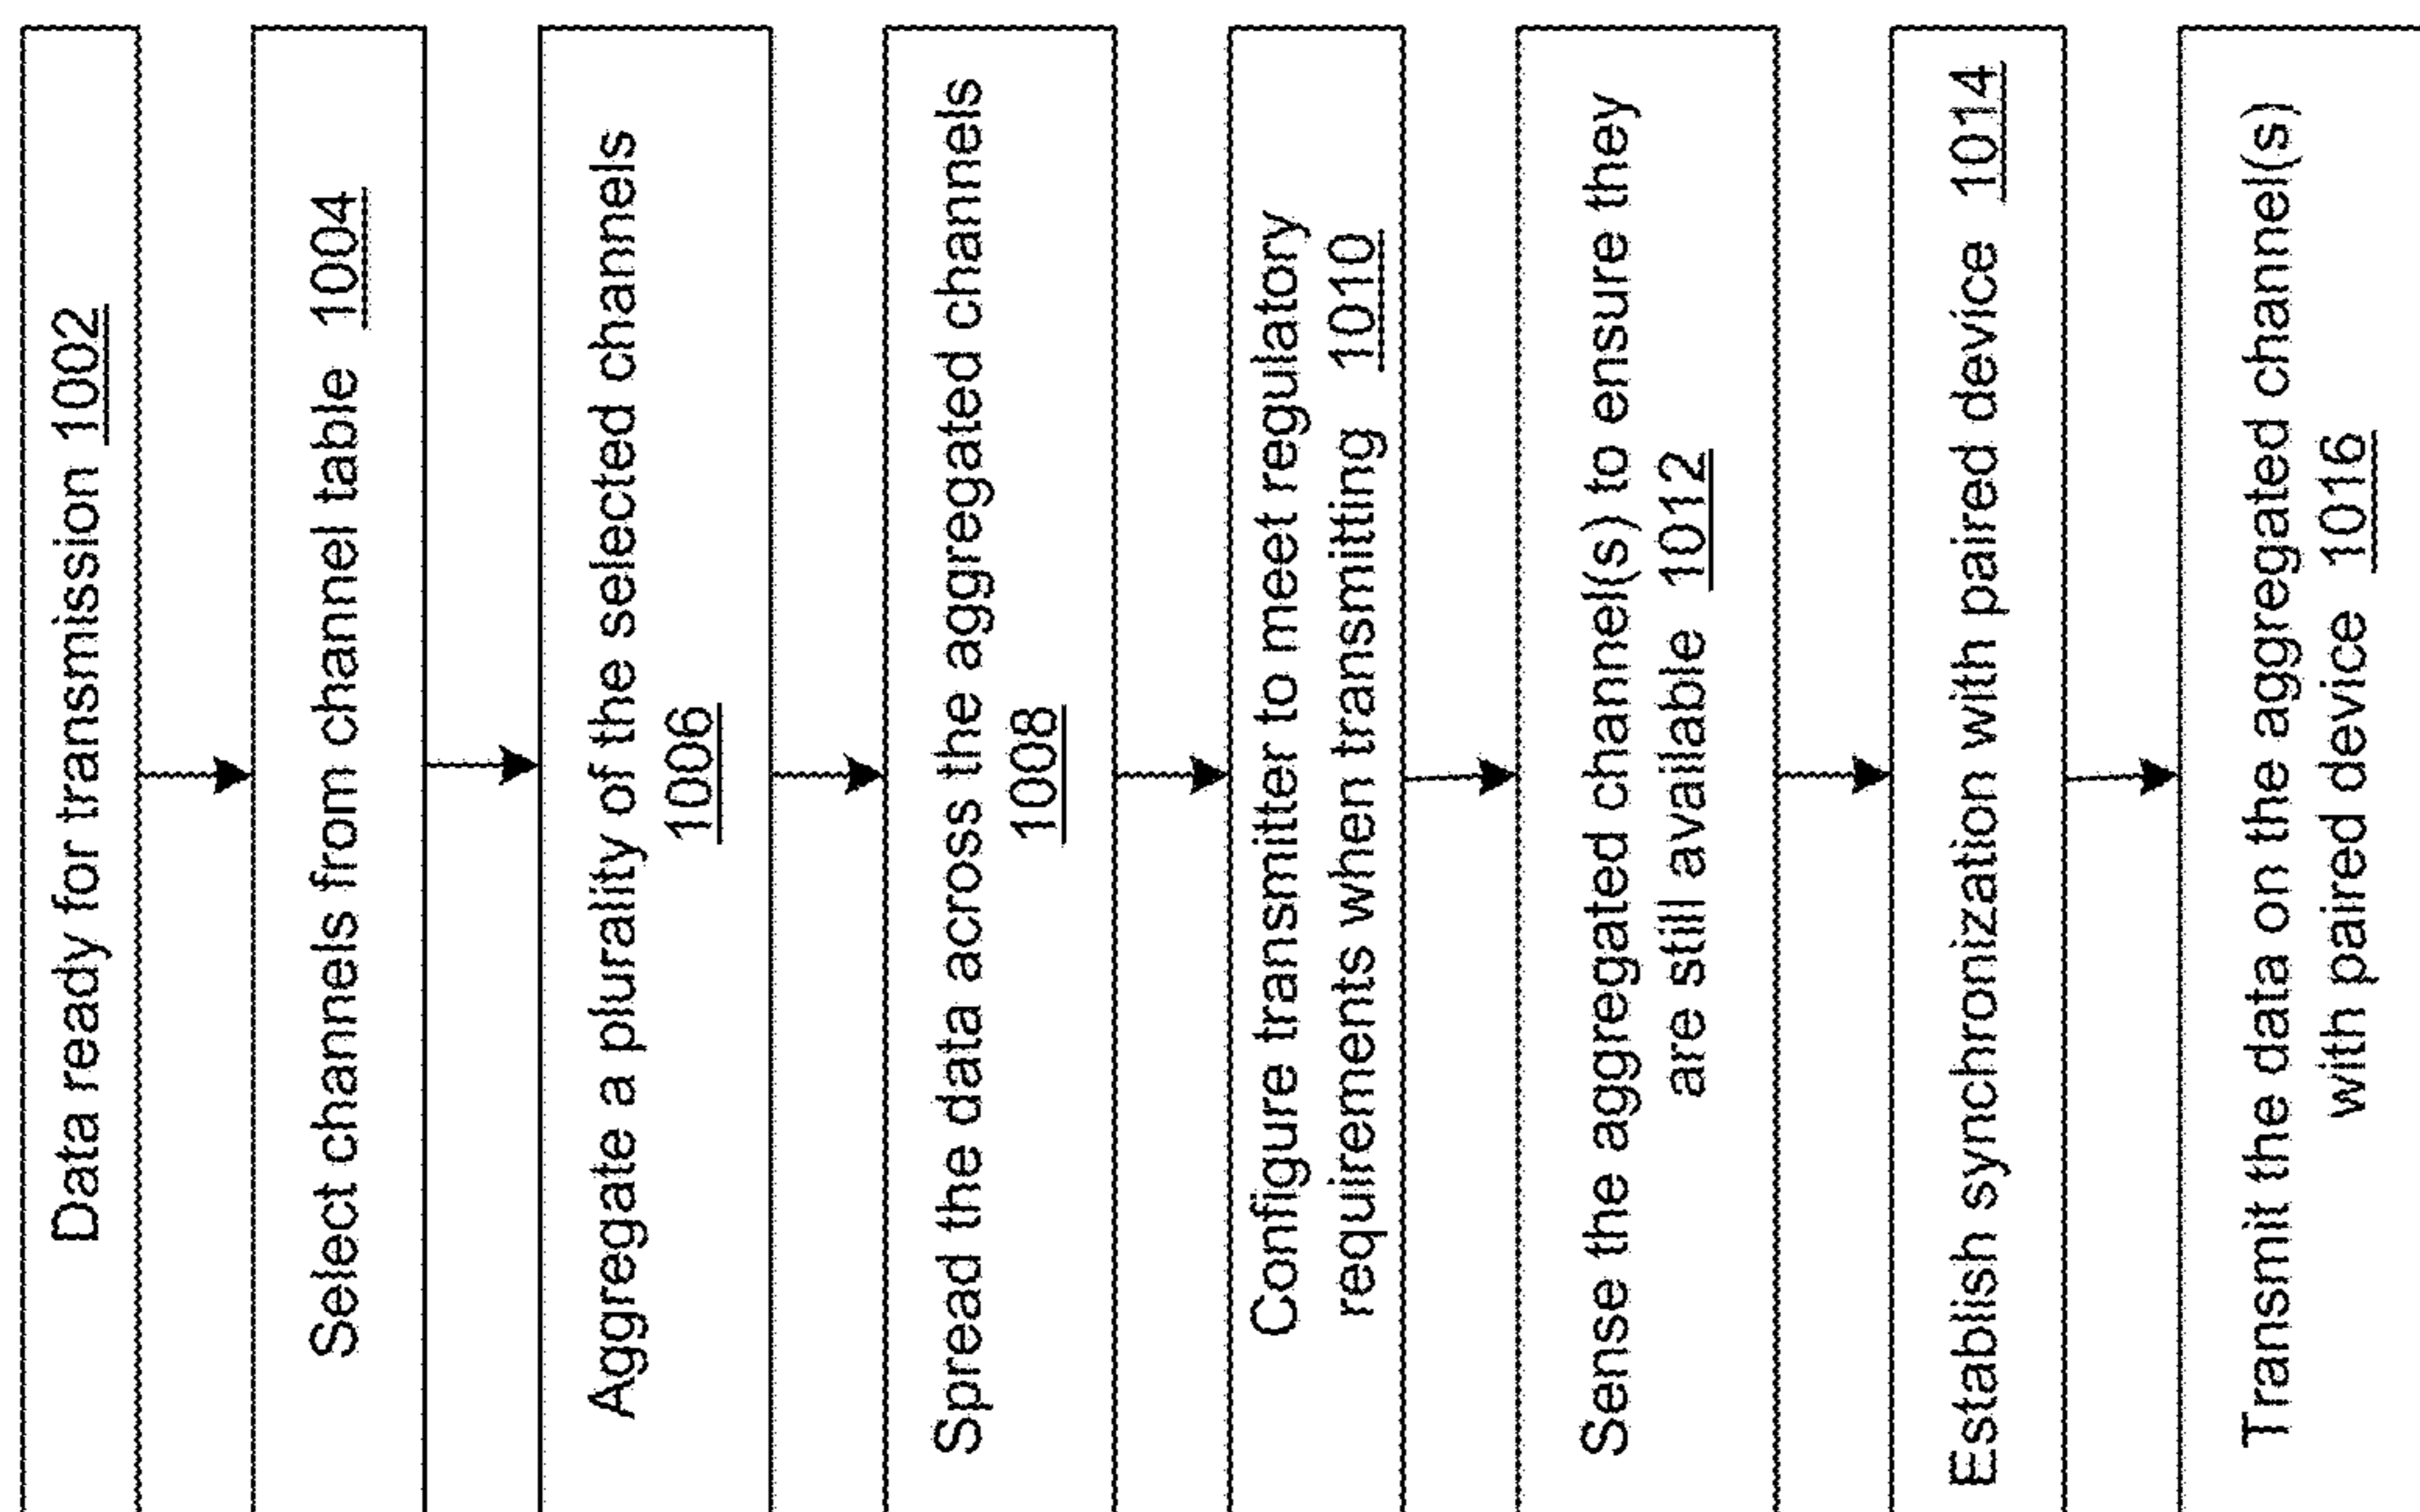 Data ready for transmission 1002
Select channels from channel table 1004
Aggregate a plurality of the selected channels
1006
Spread the data across the aggregated channels
1008
Configure transmitter to meet regulatory
requirements when transmitting 1010
Sense the aggregated channel(s) to ensure they
are still available 1012
Establish synchronization with paired device 1014
Transmit the data on the aggregated channel(s)
with paired device 1016